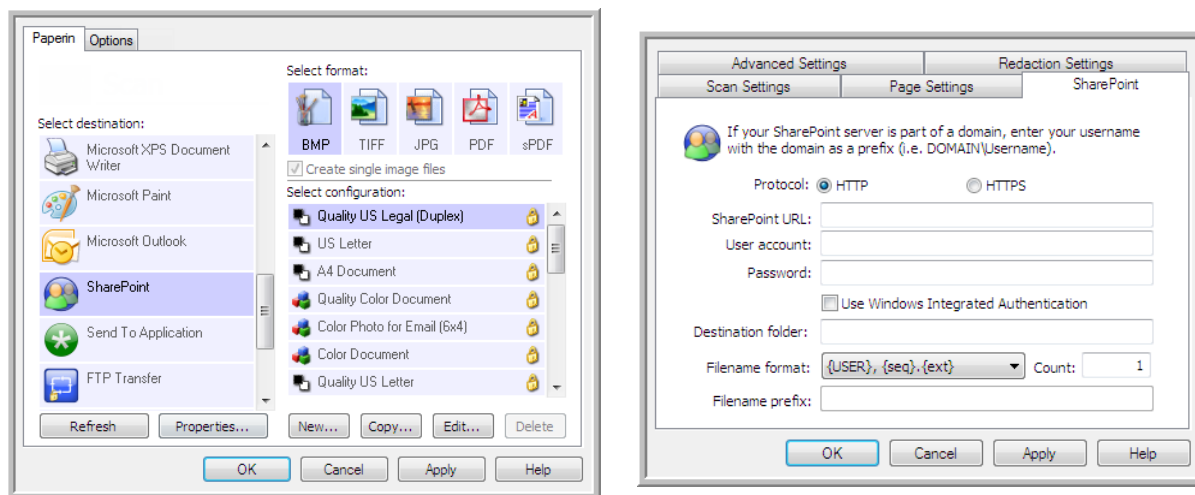 Paperin
Options
Select format:
BMP TIFF JPG PDF sPDF
Create single image files
Select destination:
Microsoft XPS Document
Writer
Microsoft Paint
Microsoft Outlook
SharePoint
Send To Application
FTP Transfer
Select configuration:
Quality US Legal (Duplex)
US Letter
A4 Document
Quality Color Document
Color Photo for Email (6x4)
Color Document
Quality US Letter
Refresh Properties... New... Copy... Edit... Delete
OK Cancel Apply Help
Advanced Settings Redaction Settings
Scan Settings Page Settings SharePoint
If your SharePoint server is part of a domain, enter your username
with the domain as a prefix (i.e. DOMAIN\Username).
Protocol: HTTP HTTPS
SharePoint URL:
User account:
Password:
Use Windows Integrated Authentication
Destination folder:
Filename format: {USER}, {seq}.{ext} Count: 1
Filename prefix:
OK Cancel Apply Help